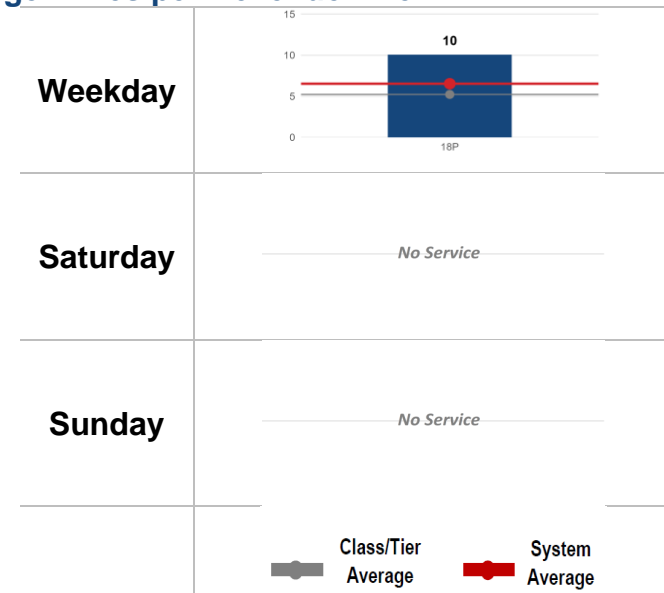 15
10
10
Weekday
5
0
18P
Saturday
No Service
Sunday
No Service
Class/Tier
Average
System
Average